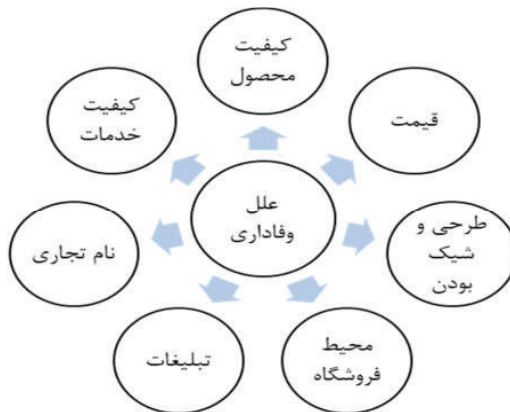 کیفیت
محصول
قیمت
کیفیت
خدمات
علل
وفاداری
طرحی و
شیک
بودن
نام تجاری
محیط
فروشگاه
تبلیغات